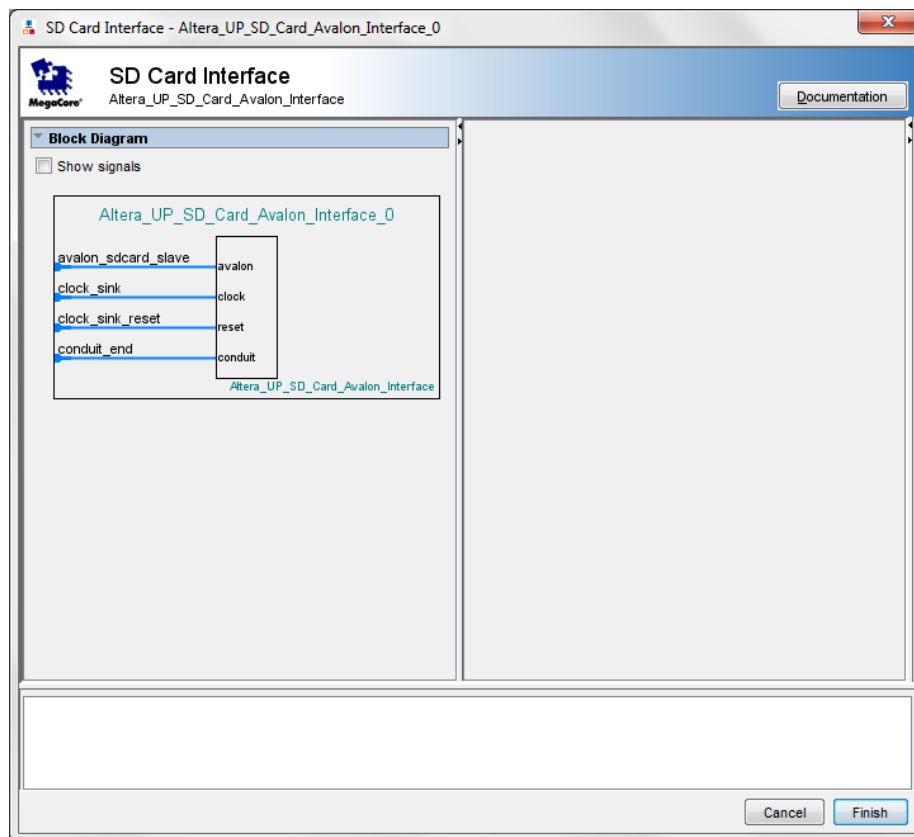 SD Card Interface - Altera_UP_SD_Card_Avalon_Interface_0
SD Card Interface
Altera_UP_SD_Card_Avalon_Interface
MegaCore®
Documentation
Block Diagram
Show signals
Altera_UP_SD_Card_Avalon_Interface_0
avalon_sdcard_slave
avalon
clock_sink
clock
clock_sink_reset
reset
conduit_end
conduit
Altera_UP_SD_Card_Avalon_Interface
Cancel
Finish